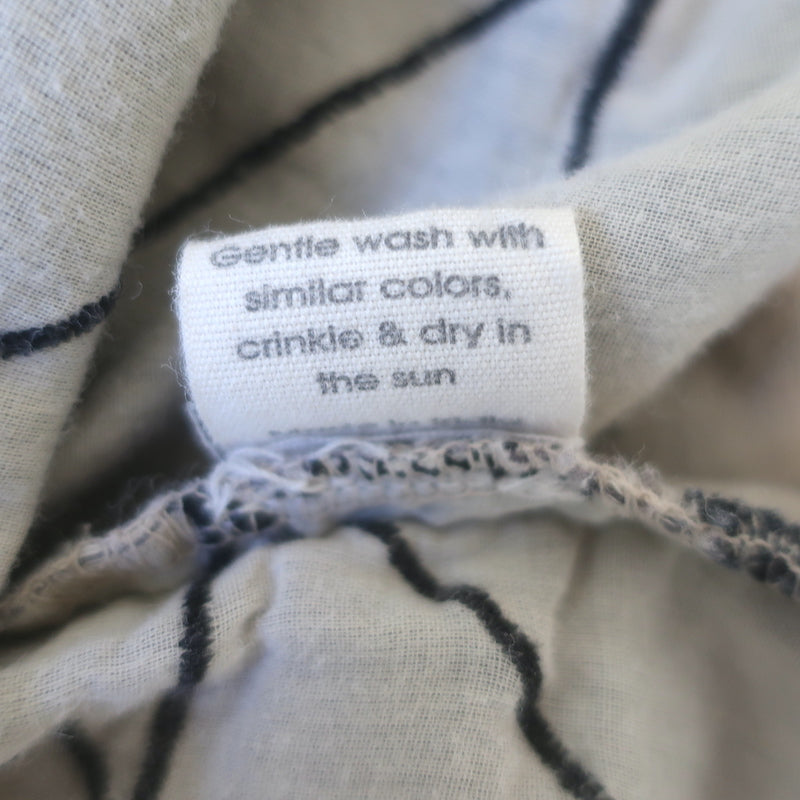 Gentle wash with
similar colors,
crinkle & dry in
the sun